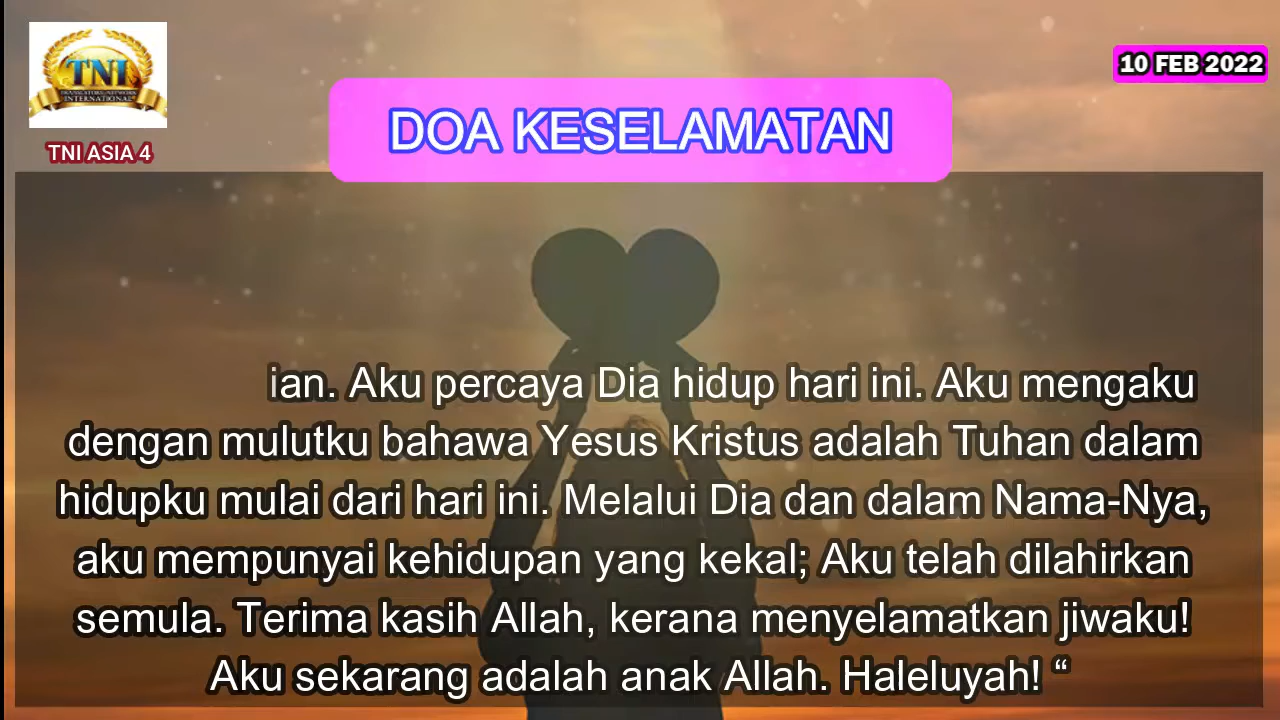 TNI
INTERNATIONAL
TNI ASIA 4
10 FEB 2022
DOA KESELAMATAN
ian. Aku percaya Dia hidup hari ini. Aku mengaku
dengan mulutku bahawa Yesus Kristus adalah Tuhan dalam
hidupku mulai dari hari ini. Melalui Dia dan dalam Nama-Nya,
aku mempunyai kehidupan yang kekal; Aku telah dilahirkan
semula. Terima kasih Allah, kerana menyelamatkan jiwaku!
Aku sekarang adalah anak Allah. Haleluyah! “